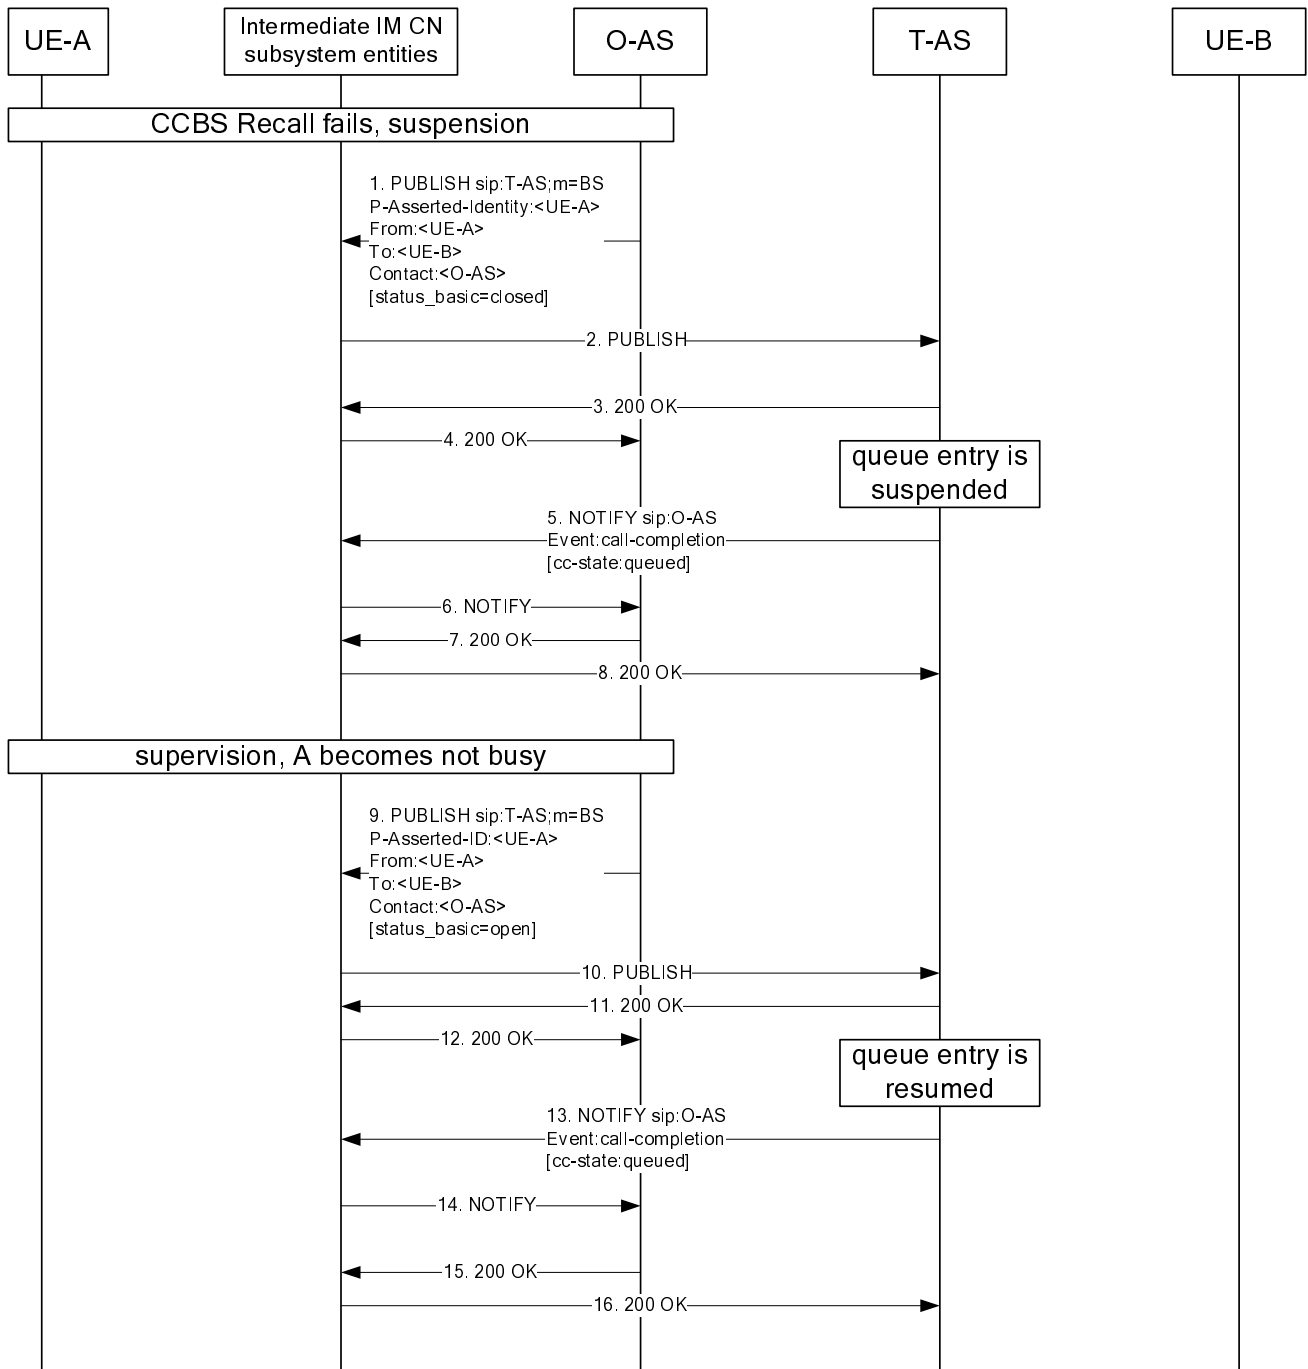 UE-A
Intermediate IM CN
subsystem entities
O-AS
T-AS
UE-B
CCBS Recall fails, suspension
1. PUBLISH sip:T-AS;m=BS
P-Asserted-Identity:<UE-A>
From:<UE-A>
To:<UE-B>
Contact:<O-AS>
[status_basic=closed]
2. PUBLISH
3. 200 OK
4. 200 OK
queue entry is
suspended
5. NOTIFY sip:O-AS
Event:call-completion
[cc-state:queued]
6. NOTIFY
7. 200 OK
8. 200 OK
supervision, A becomes not busy
9. PUBLISH sip:T-AS;m=BS
P-Asserted-ID:<UE-A>
From:<UE-A>
To:<UE-B>
Contact:<O-AS>
[status_basic=open]
10. PUBLISH
11. 200 OK
12. 200 OK
queue entry is
resumed
13. NOTIFY sip:O-AS
Event:call-completion
[cc-state:queued]
14. NOTIFY
15. 200 OK
16. 200 OK